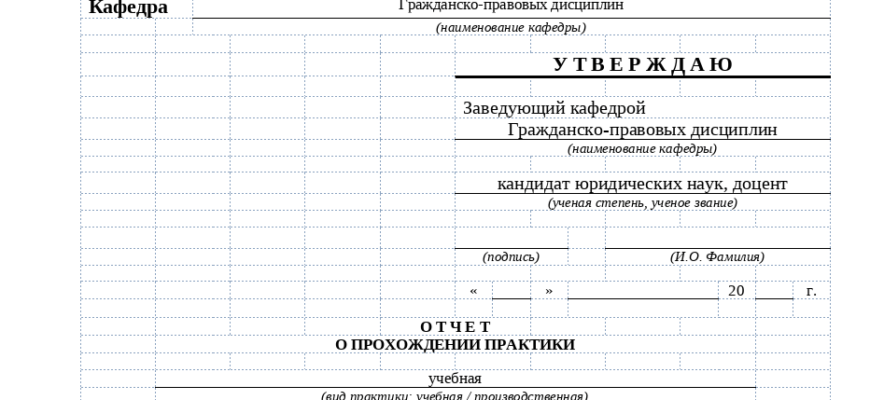 Кафедра Гражданско-правовых дисциплин
(наименование кафедры)
УТВЕРЖДАЮ
Заведующий кафедрой
Гражданско-правовых дисциплин
(наименование кафедры)
кандидат юридических наук, доцент
(ученая степень, ученое звание)
(подпись) (И.О. Фамилия)
« » 20 г.
ОТЧЕТ
О ПРОХОЖДЕНИИ ПРАКТИКИ
учебная
(вид практики: учебная / производственная)